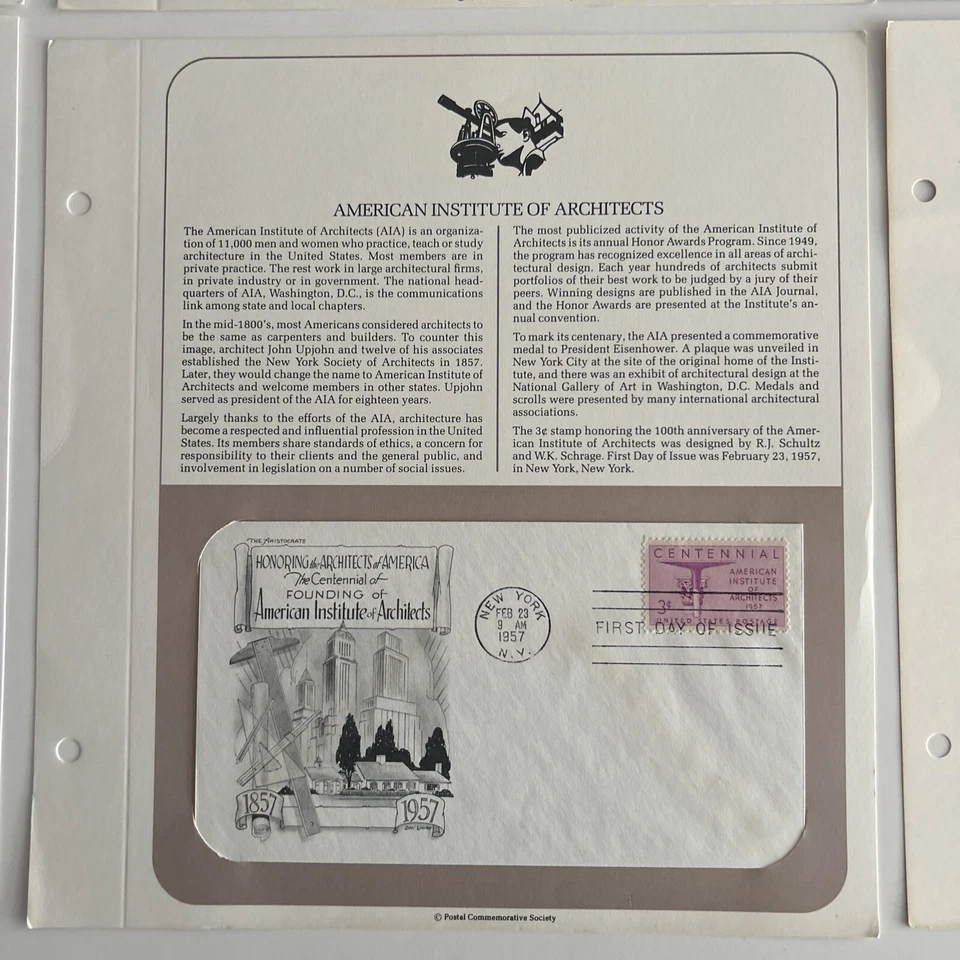 AMERICAN INSTITUTE OF ARCHITECTS
The American Institute of Architects (AIA) is an organiza-
tion of 11,000 men and women who practice, teach or study
architecture in the United States. Most members are in
private practice. The rest work in large architectural firms,
in private industry or in government. The national head-
quarters of AIA, Washington, D.C., is the communications
link among state and local chapters.
In the mid-1800's, most Americans considered architects to
be the same as carpenters and builders. To counter this
image, architect John Upjohn and twelve of his associates
established the New York Society of Architects in 1857.
Later, they would change the name to American Institute of
Architects and welcome members in other states. Upjohn
served as president of the AIA for eighteen years.
Largely thanks to the efforts of the AIA, architecture has
become a respected and influential profession in the United
States. Its members share standards of ethics, a concern for
responsibility to their clients and the general public, and
involvement in legislation on a number of social issues.
The most publicized activity of the American Institute of
Architects is its annual Honor Awards Program. Since 1949,
the program has recognized excellence in all areas of archi-
tectural design. Each year hundreds of architects submit
portfolios of their best work to be judged by a jury of their
peers. Winning designs are published in the AIA Journal,
and the Honor Awards are presented at the Institute's an-
nual convention.
To mark its centenary, the AIA presented a commemorative
medal to President Eisenhower. A plaque was unveiled in
New York City at the site of the original home of the Insti-
tute, and there was an exhibit of architectural design at the
National Gallery of Art in Washington, D.C. Medals and
scrolls were presented by many international architectural
associations.
The 3¢ stamp honoring the 100th anniversary of the Amer-
ican Institute of Architects was designed by R.J. Schultz
and W.K. Schrage. First Day of Issue was February 23, 1957,
in New York, New York.
THE ARISTOCRATS
HONORING the ARCHITECTS of AMERICA
The Centennial of
FOUNDING OF
American Institute of Architects
1857
1957
NEW YORK
FEB 23
9 AM
1957
N.Y.
CENTENNIAL
AMERICAN
INSTITUTE
OF
ARCHITECTS
1957
3¢
UNITED STATES POSTAGE
FIRST DAY OF ISSUE
© Postal Commemorative Society